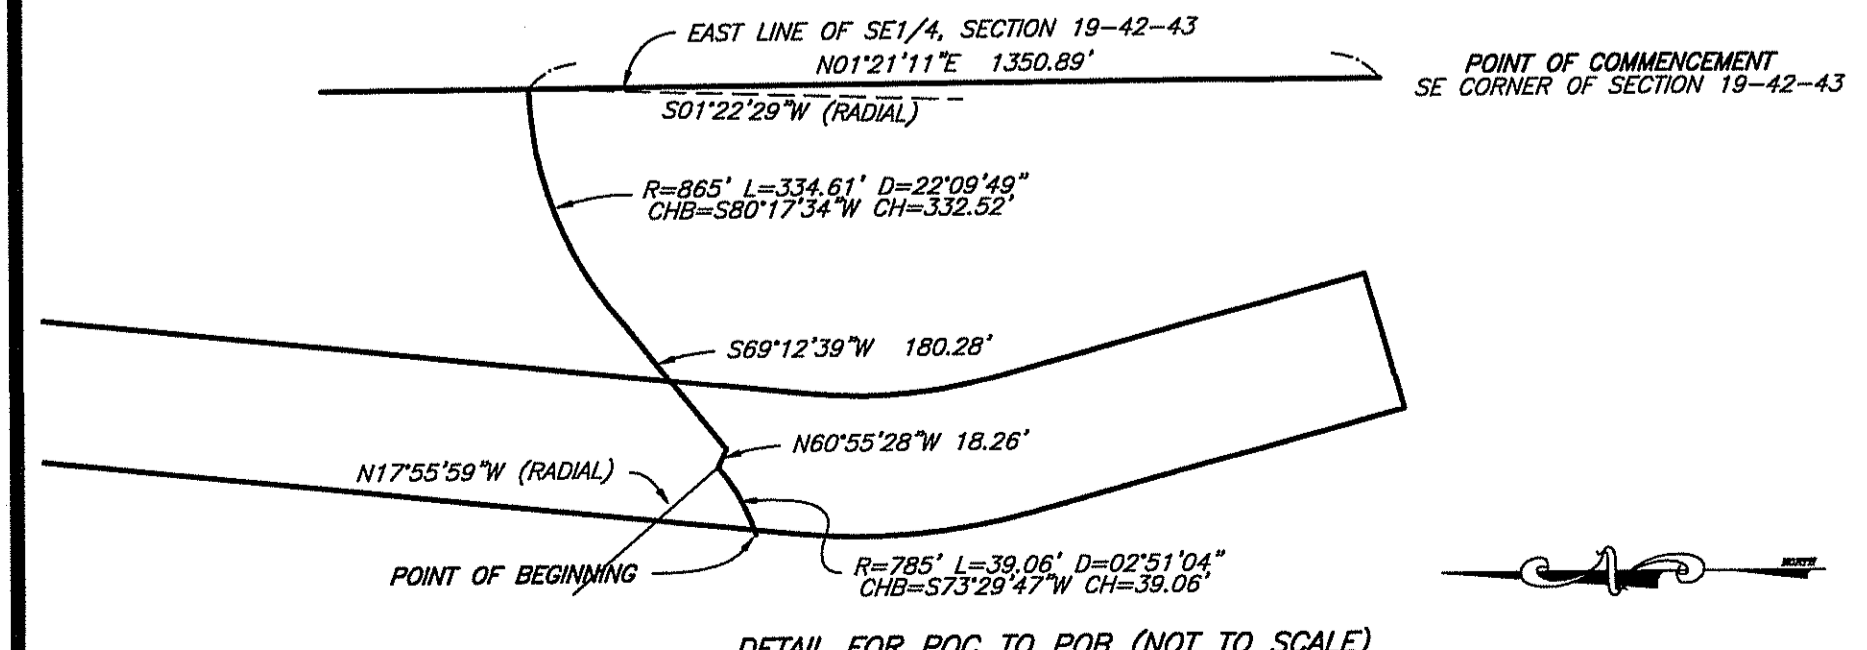 EAST LINE OF SE1/4, SECTION 19-42-43
N01°21'11"E 1350.89'
POINT OF COMMENCEMENT
SE CORNER OF SECTION 19-42-43
S01°22'29"W (RADIAL)
R=865' L=334.61' D=22°09'49"
CHB=S80°17'34"W CH=332.52'
S69°12'39"W 180.28'
N60°55'28"W 18.26'
N17°55'59"W (RADIAL)
POINT OF BEGINNING
R=785' L=39.06' D=02°51'04"
CHB=S73°29'47"W CH=39.06'
NORTH
DETAIL FOR POC TO POB (NOT TO SCALE)